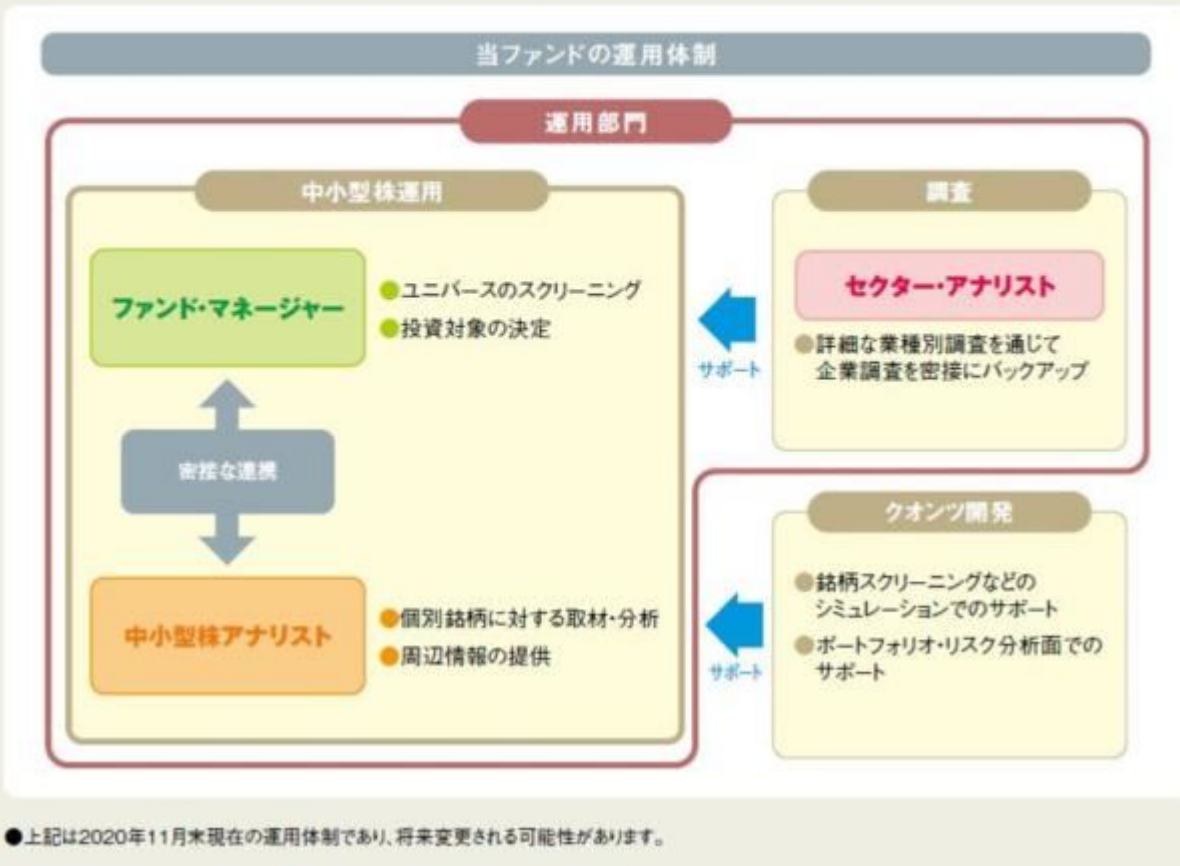 当ファンドの運用体制
運用部門
中小型株運用
ファンド・マネージャー
●ユニバースのスクリーニング
●投資対象の決定
密接な連携
中小型株アナリスト
●個別銘柄に対する取材・分析
●周辺情報の提供
サポート
調査
セクター・アナリスト
●詳細な業種別調査を通じて
企業調査を密接にバックアップ
サポート
クオンツ開発
●銘柄スクリーニングなどの
シミュレーションでのサポート
●ポートフォリオ・リスク分析面での
サポート
●上記は2020年11月末現在の運用体制であり、将来変更される可能性があります。